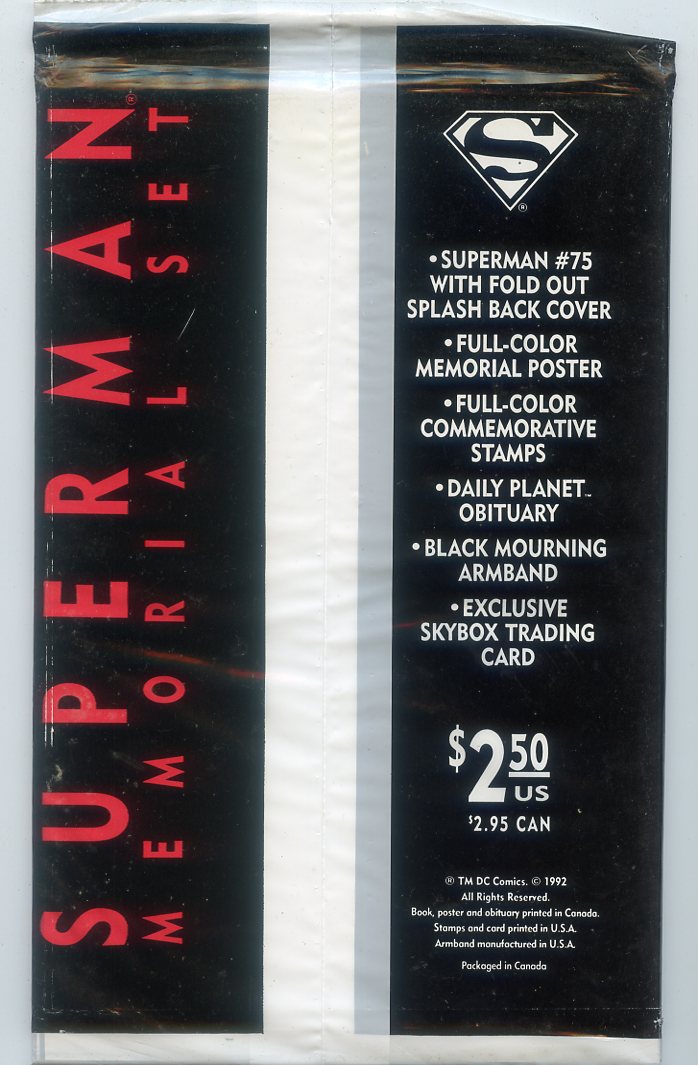 SUPERMAN®
MEMORIAL SET
S
®
• SUPERMAN #75
WITH FOLD OUT
SPLASH BACK COVER
• FULL-COLOR
MEMORIAL POSTER
• FULL-COLOR
COMMEMORATIVE
STAMPS
• DAILY PLANET™
OBITUARY
• BLACK MOURNING
ARMBAND
• EXCLUSIVE
SKYBOX TRADING
CARD
$2.50
US
$2.95 CAN
® TM DC Comics. © 1992
All Rights Reserved.
Book, poster and obituary printed in Canada.
Stamps and card printed in U.S.A.
Armband manufactured in U.S.A.
Packaged in Canada